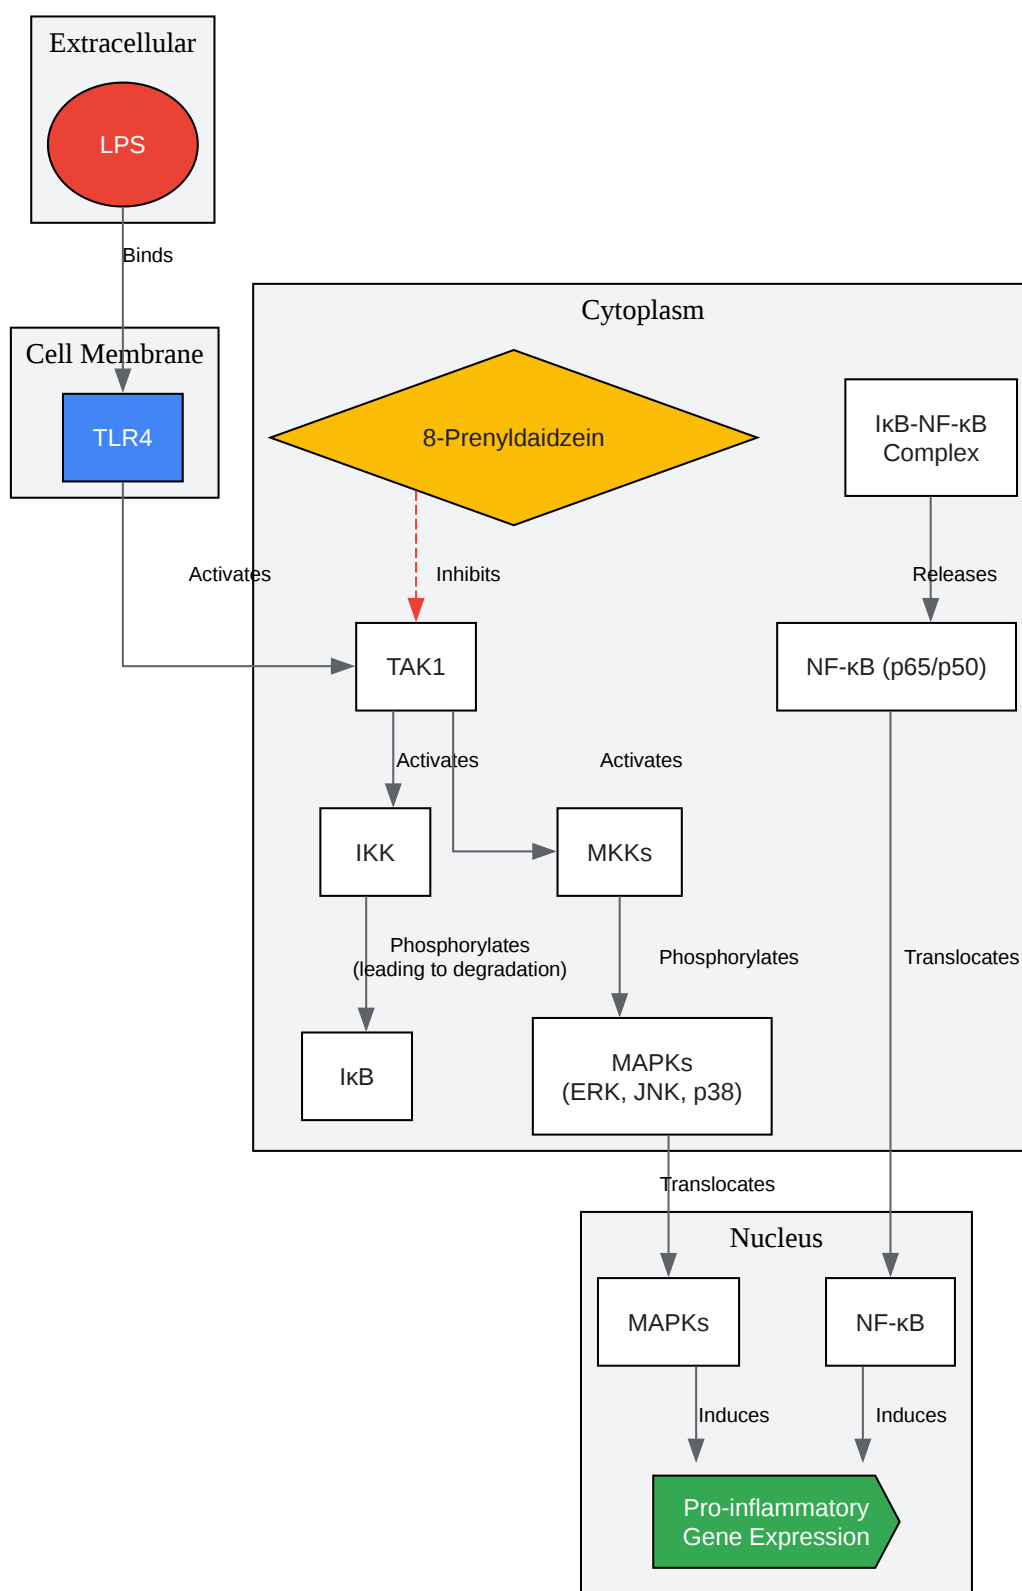 Extracellular
LPS
Binds
Cell Membrane
TLR4
Activates
Cytoplasm
8-Prenyldaidzein
Inhibits
IκB-NF-κB
Complex
Releases
TAK1
NF-κB (p65/p50)
Activates
Activates
IKK
MKKs
Phosphorylates
(leading to degradation)
Phosphorylates
Translocates
IκB
MAPKs
(ERK, JNK, p38)
Translocates
Nucleus
MAPKs
NF-κB
Induces
Induces
Pro-inflammatory
Gene Expression